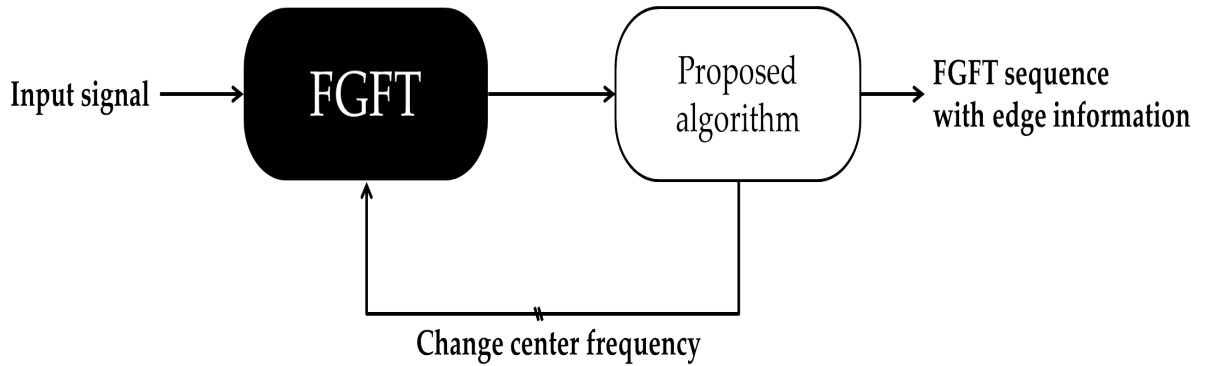 Input signal
FGFT
Proposed
algorithm
FGFT sequence
with edge information
Change center frequency